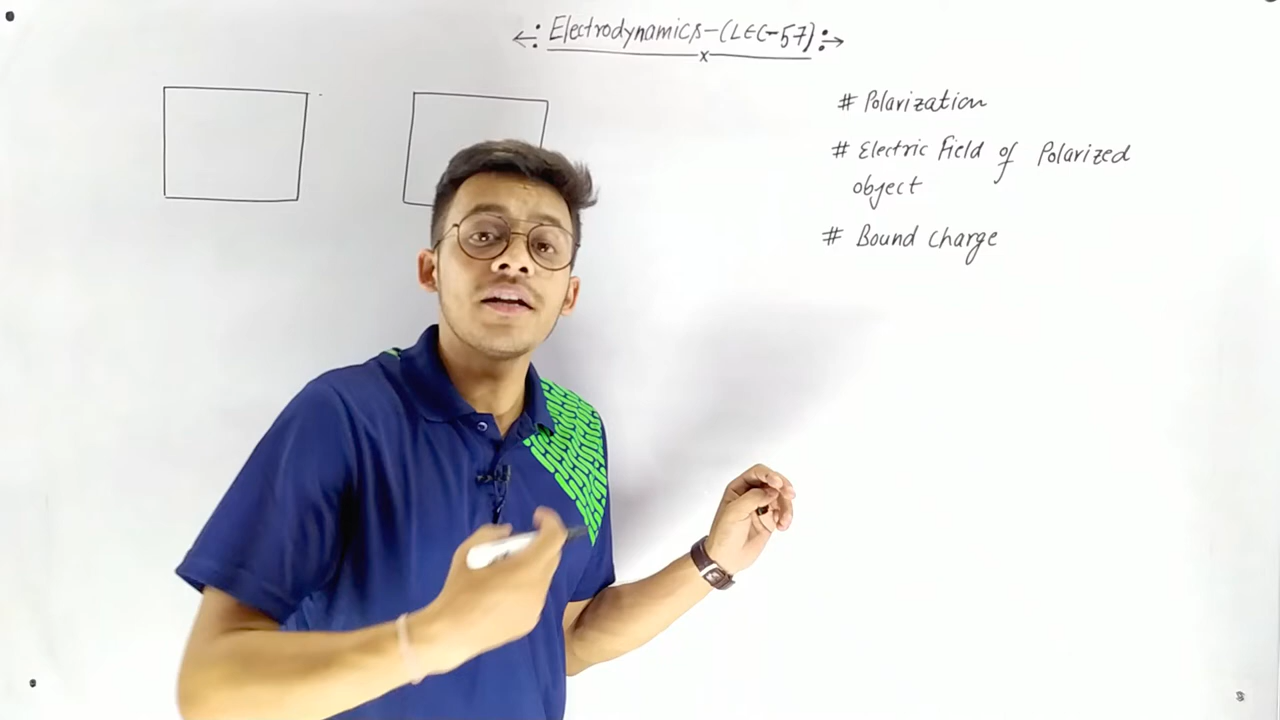 ←: Electrodynamics-(LEC-57) :→
x
# Polarization
# Electric Field of Polarized
object
# Bound charge